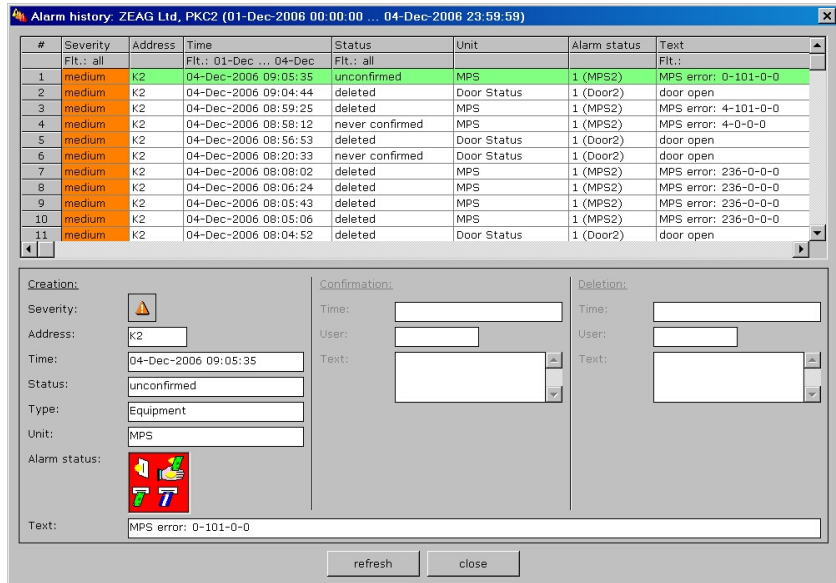 Alarm history: ZEAG Ltd, PKC2 (01-Dec-2006 00:00:00 ... 04-Dec-2006 23:59:59)
# Severity Address Time Status Unit Alarm status Text
Flt.: all Flt.: 01-Dec ... 04-Dec Flt.: all Flt.:
1 medium K2 04-Dec-2006 09:05:35 unconfirmed MPS 1 (MPS2) MPS error: 0-101-0-0
2 medium K2 04-Dec-2006 09:04:44 deleted Door Status 1 (Door2) door open
3 medium K2 04-Dec-2006 08:59:25 deleted MPS 1 (MPS2) MPS error: 4-101-0-0
4 medium K2 04-Dec-2006 08:58:12 never confirmed MPS 1 (MPS2) MPS error: 4-0-0-0
5 medium K2 04-Dec-2006 08:56:53 deleted Door Status 1 (Door2) door open
6 medium K2 04-Dec-2006 08:20:33 never confirmed Door Status 1 (Door2) door open
7 medium K2 04-Dec-2006 08:08:02 deleted MPS 1 (MPS2) MPS error: 236-0-0-0
8 medium K2 04-Dec-2006 08:06:24 deleted MPS 1 (MPS2) MPS error: 236-0-0-0
9 medium K2 04-Dec-2006 08:05:43 deleted MPS 1 (MPS2) MPS error: 236-0-0-0
10 medium K2 04-Dec-2006 08:05:06 deleted MPS 1 (MPS2) MPS error: 236-0-0-0
11 medium K2 04-Dec-2006 08:04:52 deleted Door Status 1 (Door2) door open
Creation: Confirmation: Deletion:
Severity: Time: Time:
Address: K2 User: User:
Time: 04-Dec-2006 09:05:35 Text: Text:
Status: unconfirmed
Type: Equipment
Unit: MPS
Alarm status:
Text: MPS error: 0-101-0-0
refresh close